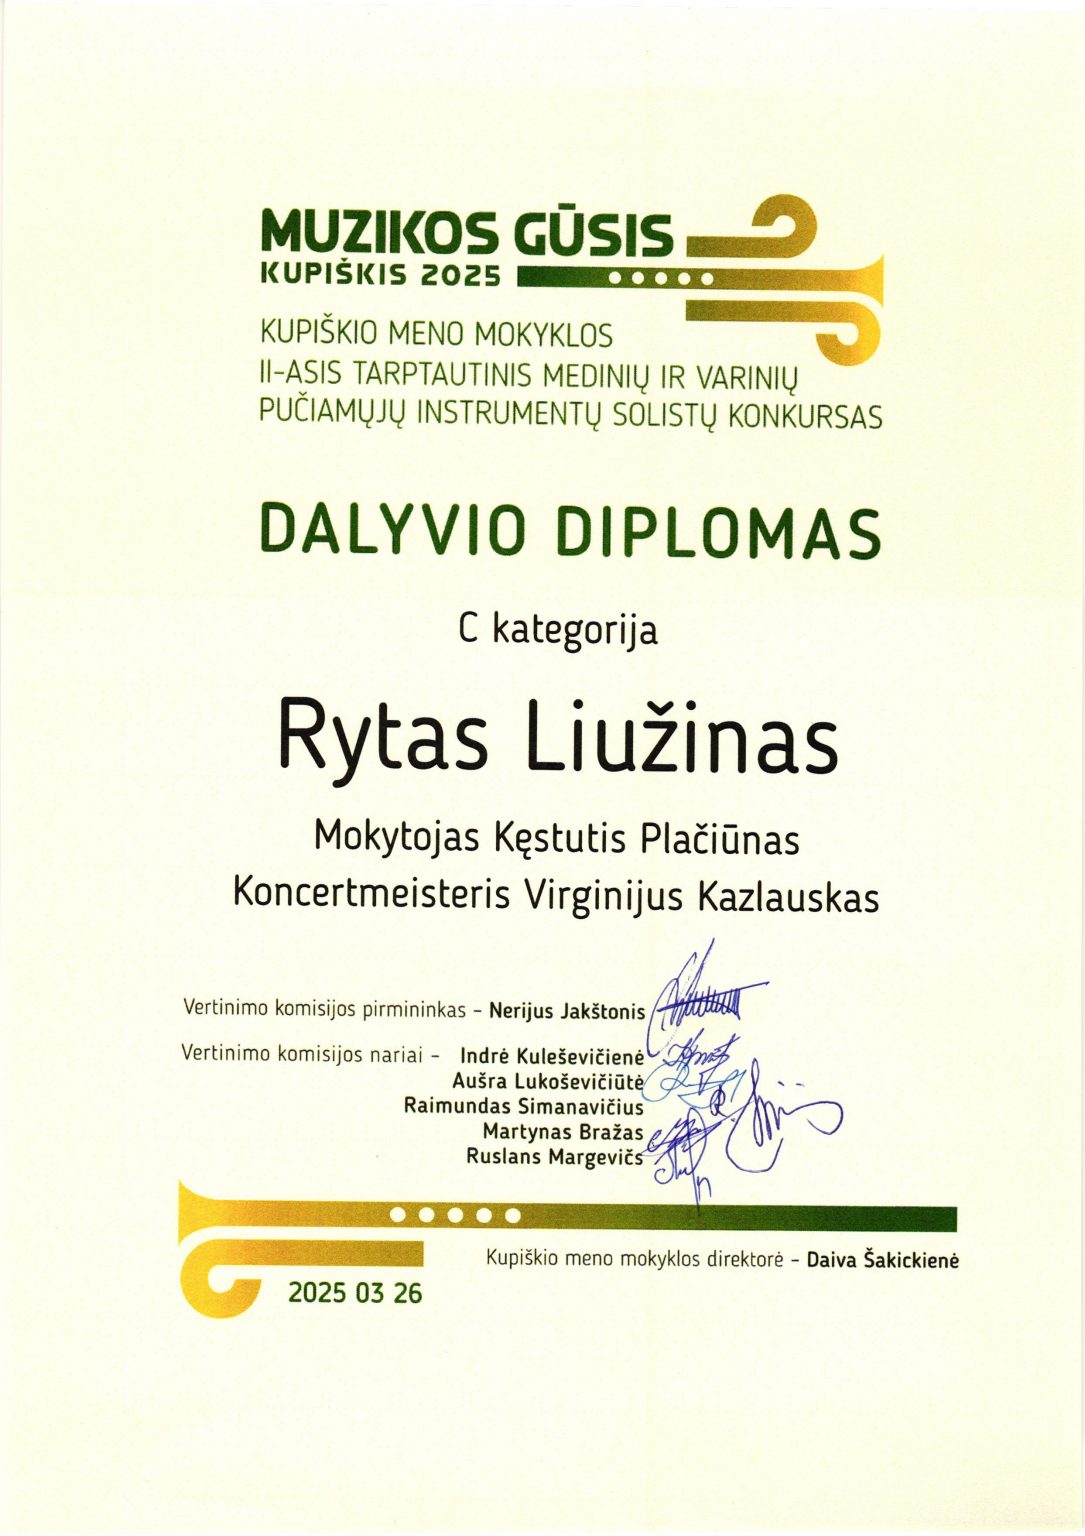 MUZIKOS GŪSIS
KUPIŠKIS 2025
KUPIŠKIO MENO MOKYKLOS
II-ASIS TARPTAUTINIS MEDINIŲ IR VARINIŲ
PUČIAMŲJŲ INSTRUMENTŲ SOLISTŲ KONKURSAS
DALYVIO DIPLOMAS
C kategorija
Rytas Liužinas
Mokytojas Kęstutis Plačiūnas
Koncertmeisteris Virginijus Kazlauskas
Vertinimo komisijos pirmininkas – Nerijus Jakštonis
Vertinimo komisijos nariai – Indrė Kuleševičienė
Aušra Lukoševičiūtė
Raimundas Simanavičius
Martynas Bražas
Ruslans Margevičs
Kupiškio meno mokyklos direktorė – Daiva Šakickienė
2025 03 26